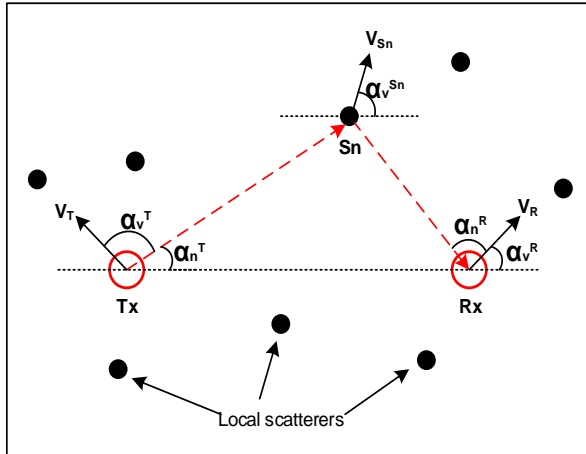 V_Sn
α_v^Sn
Sn
V_T
α_v^T
α_n^T
α_n^R
V_R
α_v^R
Tx
Rx
Local scatterers